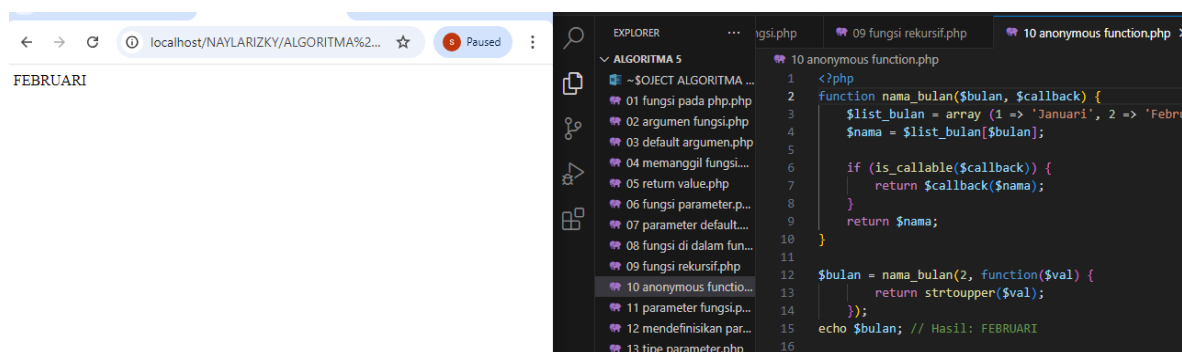 localhost/NAYLARIZKY/ALGORITMA%2...
s Paused
FEBRUARI
EXPLORER ...
ALGORITMA 5
~$OJECT ALGORITMA ...
01 fungsi pada php.php
02 argumen fungsi.php
03 default argumen.php
04 memanggil fungsi....
05 return value.php
06 fungsi parameter.p...
07 parameter default....
08 fungsi di dalam fun...
09 fungsi rekursif.php
10 anonymous functio...
11 parameter fungsi.p...
12 mendefinisikan par...
13 tipe parameter.php
ngsi.php
09 fungsi rekursif.php
10 anonymous function.php
10 anonymous function.php
1 <?php
2 function nama_bulan($bulan, $callback) {
3 $list_bulan = array (1 => 'Januari', 2 => 'Febru
4 $nama = $list_bulan[$bulan];
5
6 if (is_callable($callback)) {
7 return $callback($nama);
8 }
9 return $nama;
10 }
11
12 $bulan = nama_bulan(2, function($val) {
13 return strtoupper($val);
14 });
15 echo $bulan; // Hasil: FEBRUARI
16